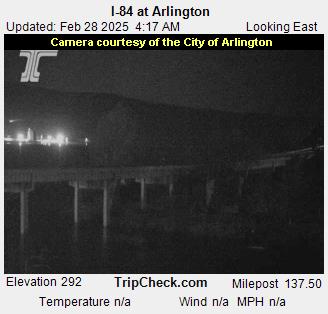 I-84 at Arlington
Updated: Feb 28 2025 4:17 AM Looking East
Camera courtesy of the City of Arlington
Elevation 292 TripCheck.com Milepost 137.50
Temperature n/a Wind n/a MPH n/a